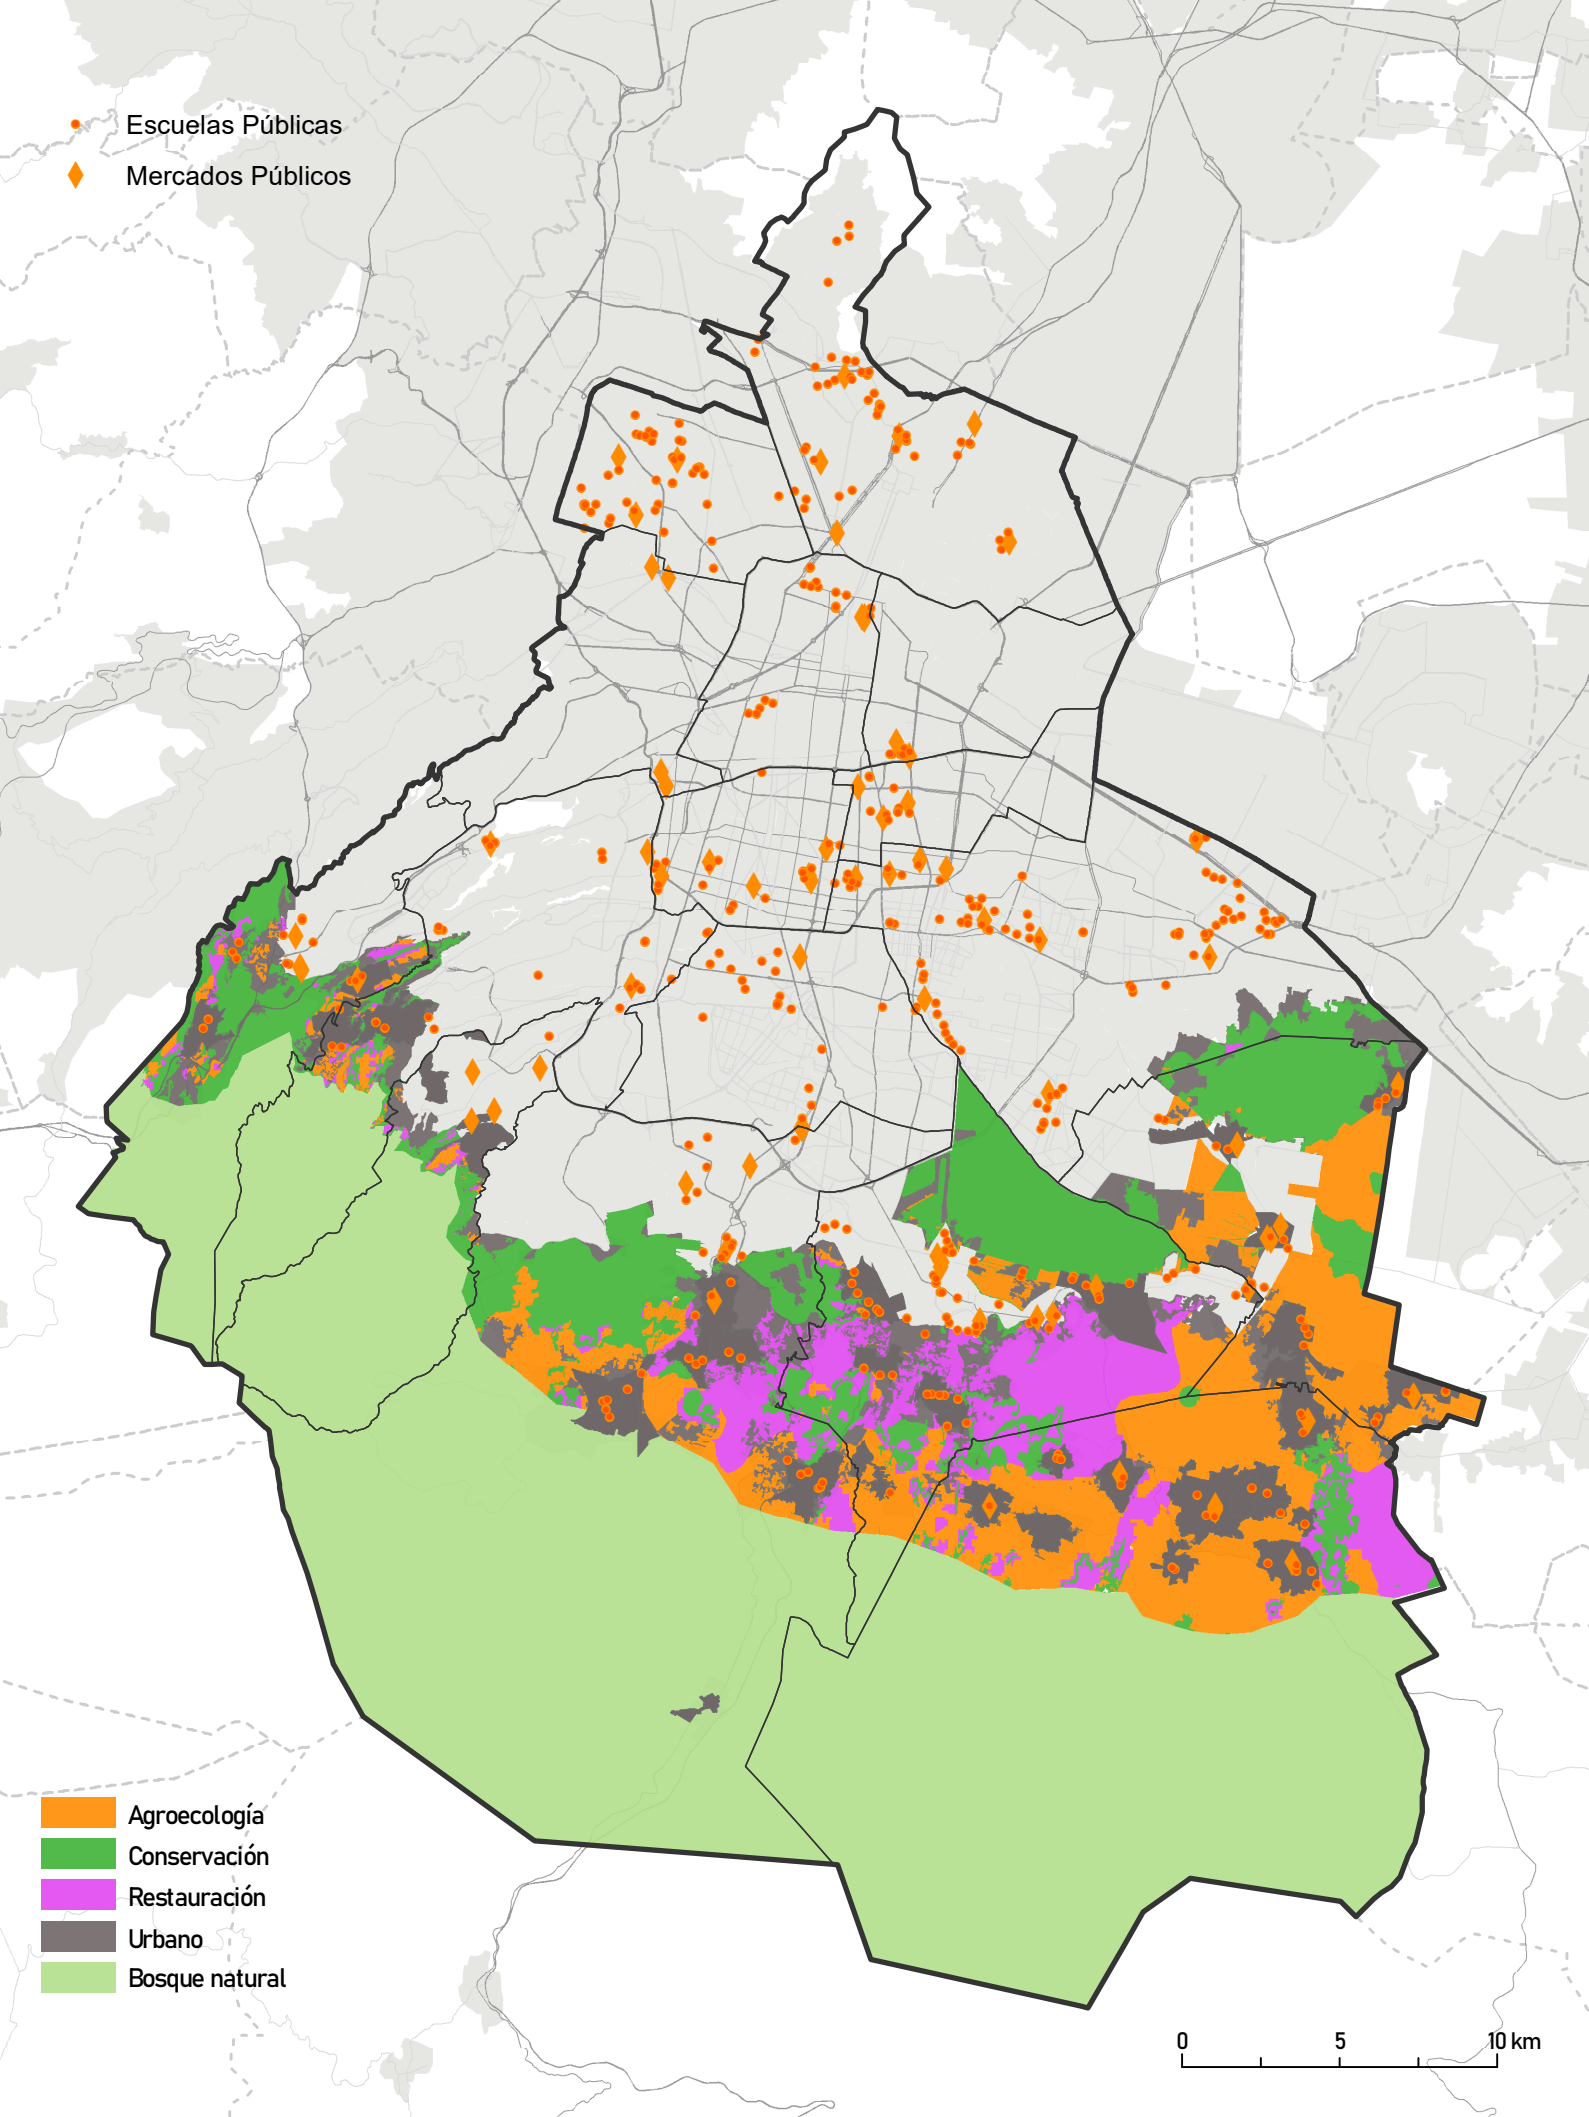 Escuelas Públicas
Mercados Públicos
Agroecología
Conservación
Restauración
Urbano
Bosque natural
0 5 10 km